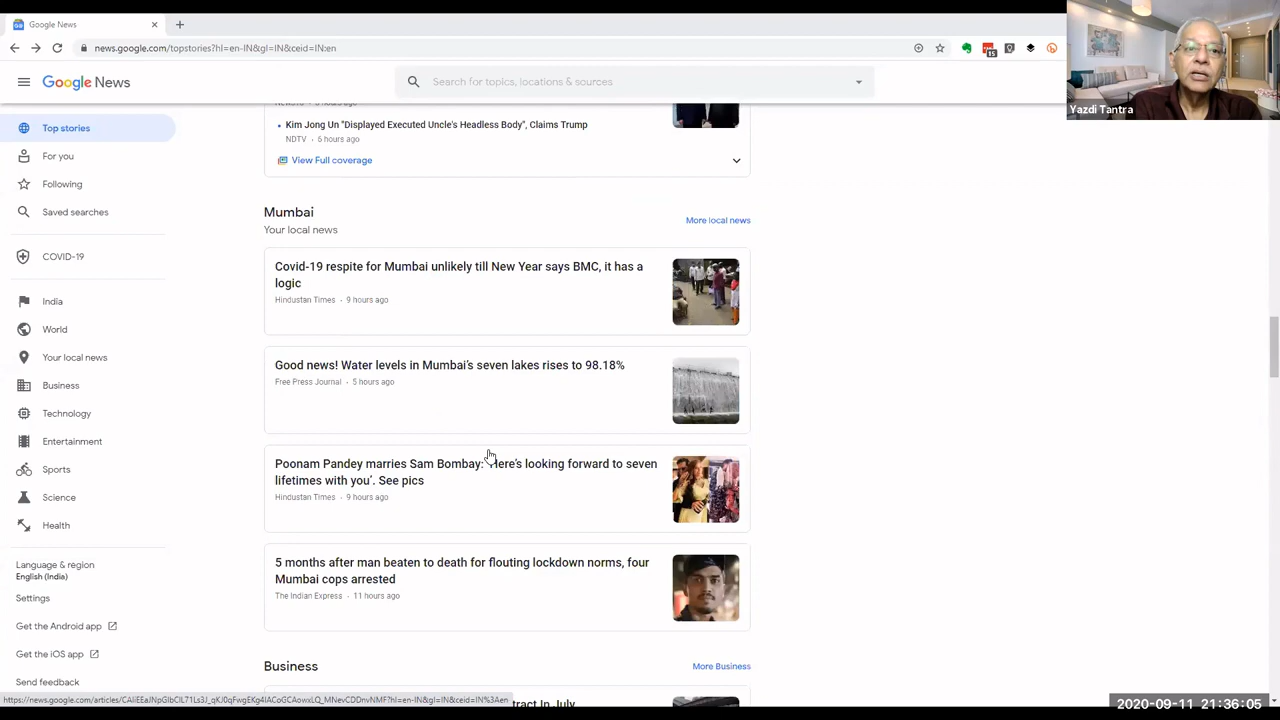 Google News
news.google.com/topstories?hl=en-IN&gl=IN&ceid=IN:en
15
Google News
Search for topics, locations & sources
Yazdi Tantra
Top stories
For you
Following
Saved searches
COVID-19
India
World
Your local news
Business
Technology
Entertainment
Sports
Science
Health
Language & region
English (India)
Settings
Get the Android app
Get the iOS app
Send feedback
Kim Jong Un "Displayed Executed Uncle's Headless Body", Claims Trump
NDTV • 6 hours ago
View Full coverage
Mumbai
More local news
Your local news
Covid-19 respite for Mumbai unlikely till New Year says BMC, it has a
logic
Hindustan Times • 9 hours ago
Good news! Water levels in Mumbai's seven lakes rises to 98.18%
Free Press Journal • 5 hours ago
Poonam Pandey marries Sam Bombay: 'Here's looking forward to seven
lifetimes with you'. See pics
Hindustan Times • 9 hours ago
5 months after man beaten to death for flouting lockdown norms, four
Mumbai cops arrested
The Indian Express • 11 hours ago
Business
More Business
tract In July
2020-09-11 21:36:05